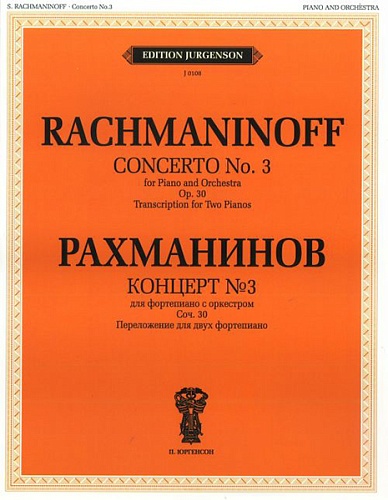 S. RACHMANINOFF · Concerto No.3
PIANO AND ORCHESTRA
EDITION JURGENSON
J 0108
RACHMANINOFF
CONCERTO No. 3
for Piano and Orchestra
Op. 30
Transcription for Two Pianos
РАХМАНИНОВ
КОНЦЕРТ №3
для фортепиано с оркестром
Соч. 30
Переложение для двух фортепиано
П. ЮРГЕНСОН